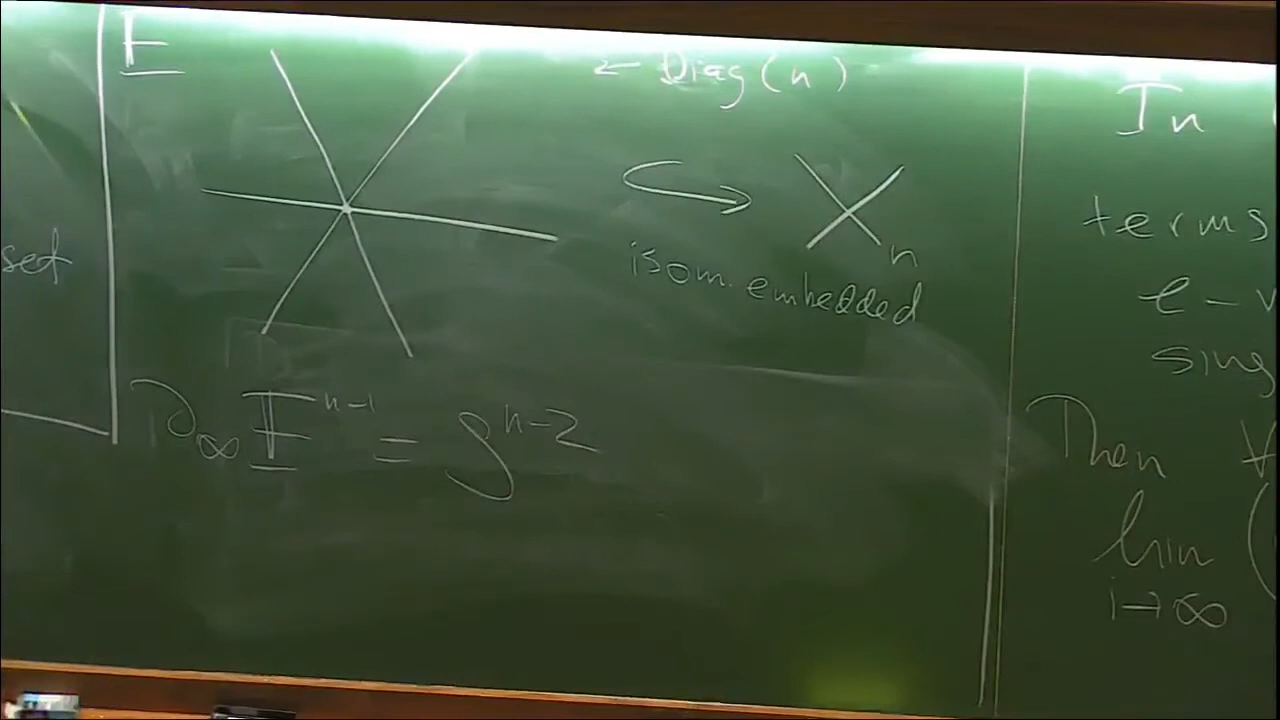 set
E
← Diag(n)
↪ X_n
isom. embedded
∂_∞ E^{n-1} = S^{n-2}
In
terms
e-v
sing
Then ∀
lim (
i→∞